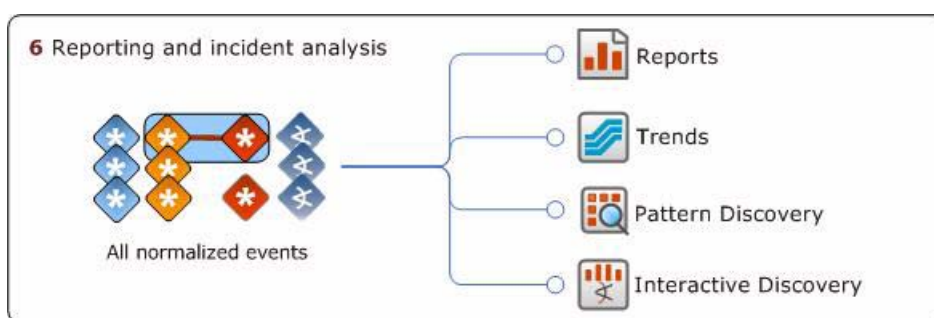 6 Reporting and incident analysis
Reports
Trends
Pattern Discovery
Interactive Discovery
All normalized events